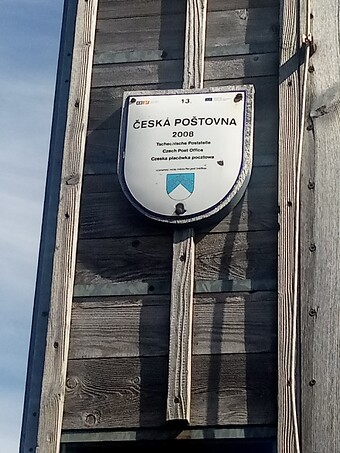 13.
ČESKÁ POŠTOVNA
2008
Tschechische Poststelle
Czech Post Office
Czeska placówka pocztowa